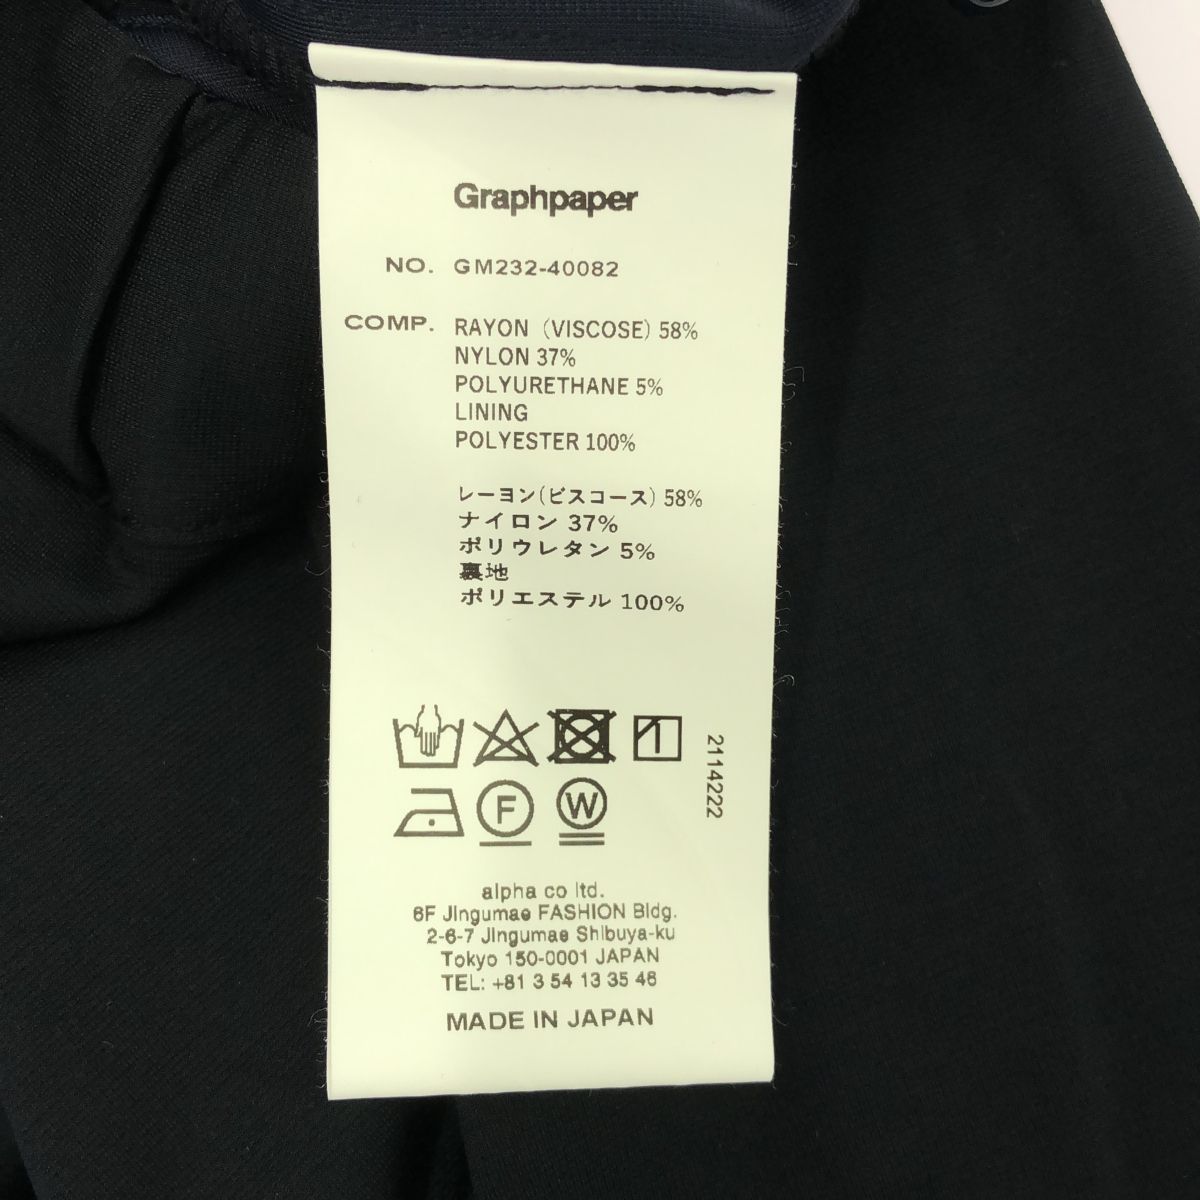 Graphpaper
NO. GM232-40082
COMP. RAYON (VISCOSE) 58%
NYLON 37%
POLYURETHANE 5%
LINING
POLYESTER 100%
レーヨン(ビスコース) 58%
ナイロン 37%
ポリウレタン 5%
裏地
ポリエステル 100%
2114222
F W
alpha co ltd.
6F Jingumae FASHION Bldg.
2-6-7 Jingumae Shibuya-ku
Tokyo 150-0001 JAPAN
TEL: +81 3 54 13 35 46
MADE IN JAPAN